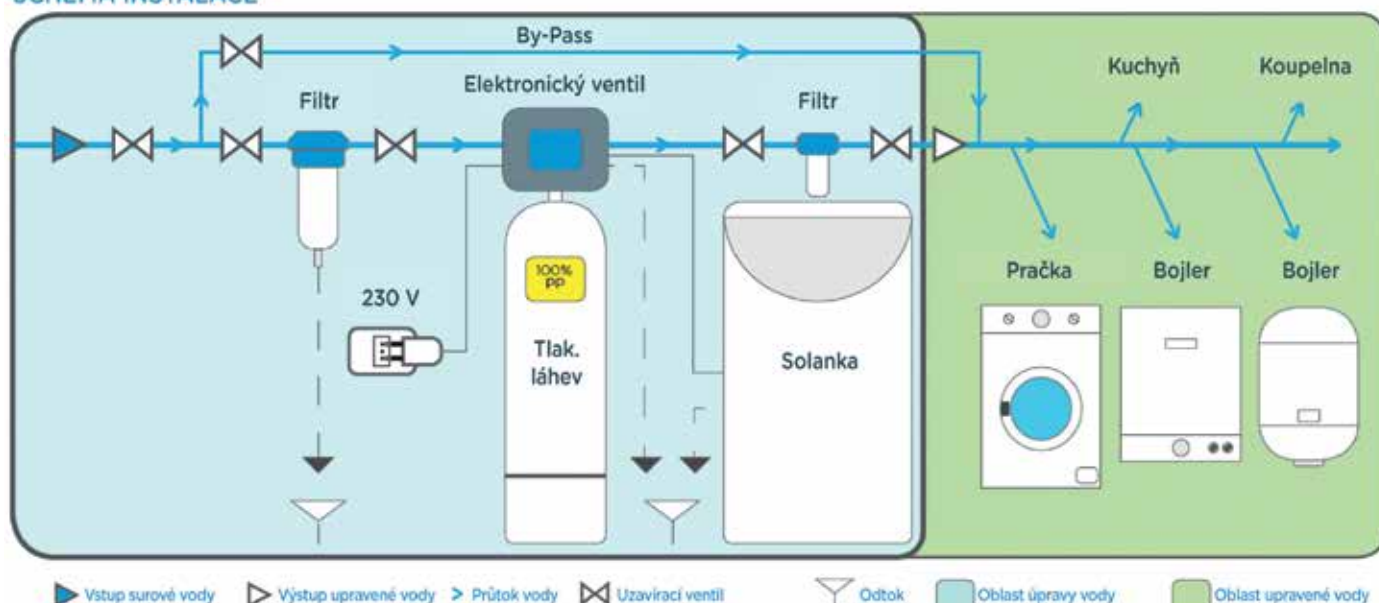 By-Pass
Kuchyň
Koupelna
Filtr
Elektronický ventil
Filtr
230 V
100%
PP
Tlak.
láhev
Solanka
Pračka
Bojler
Bojler
Vstup surové vody
Výstup upravené vody
Průtok vody
Uzavírací ventil
Odtok
Oblast úpravy vody
Oblast upravené vody